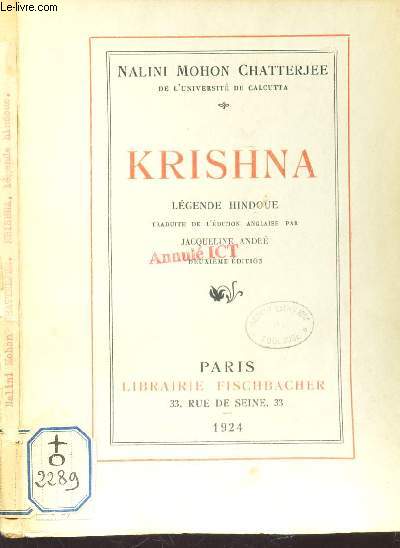 © Le-livre.com
NALINI MOHON CHATTERJEE
DE L'UNIVERSITÉ DE CALCUTTA
KRISHNA
LÉGENDE HINDOUE
TRADUITE DE L'ÉDITION ANGLAISE PAR
JACQUELINE ANDRÉ
Annulé ICT
DEUXIÈME ÉDITION
TOULOUSE
PARIS
LIBRAIRIE FISCHBACHER
33, RUE DE SEINE, 33
1924
Nalini Mohon CHATTERJEE. KRISHNA, légende hindoue.
2289